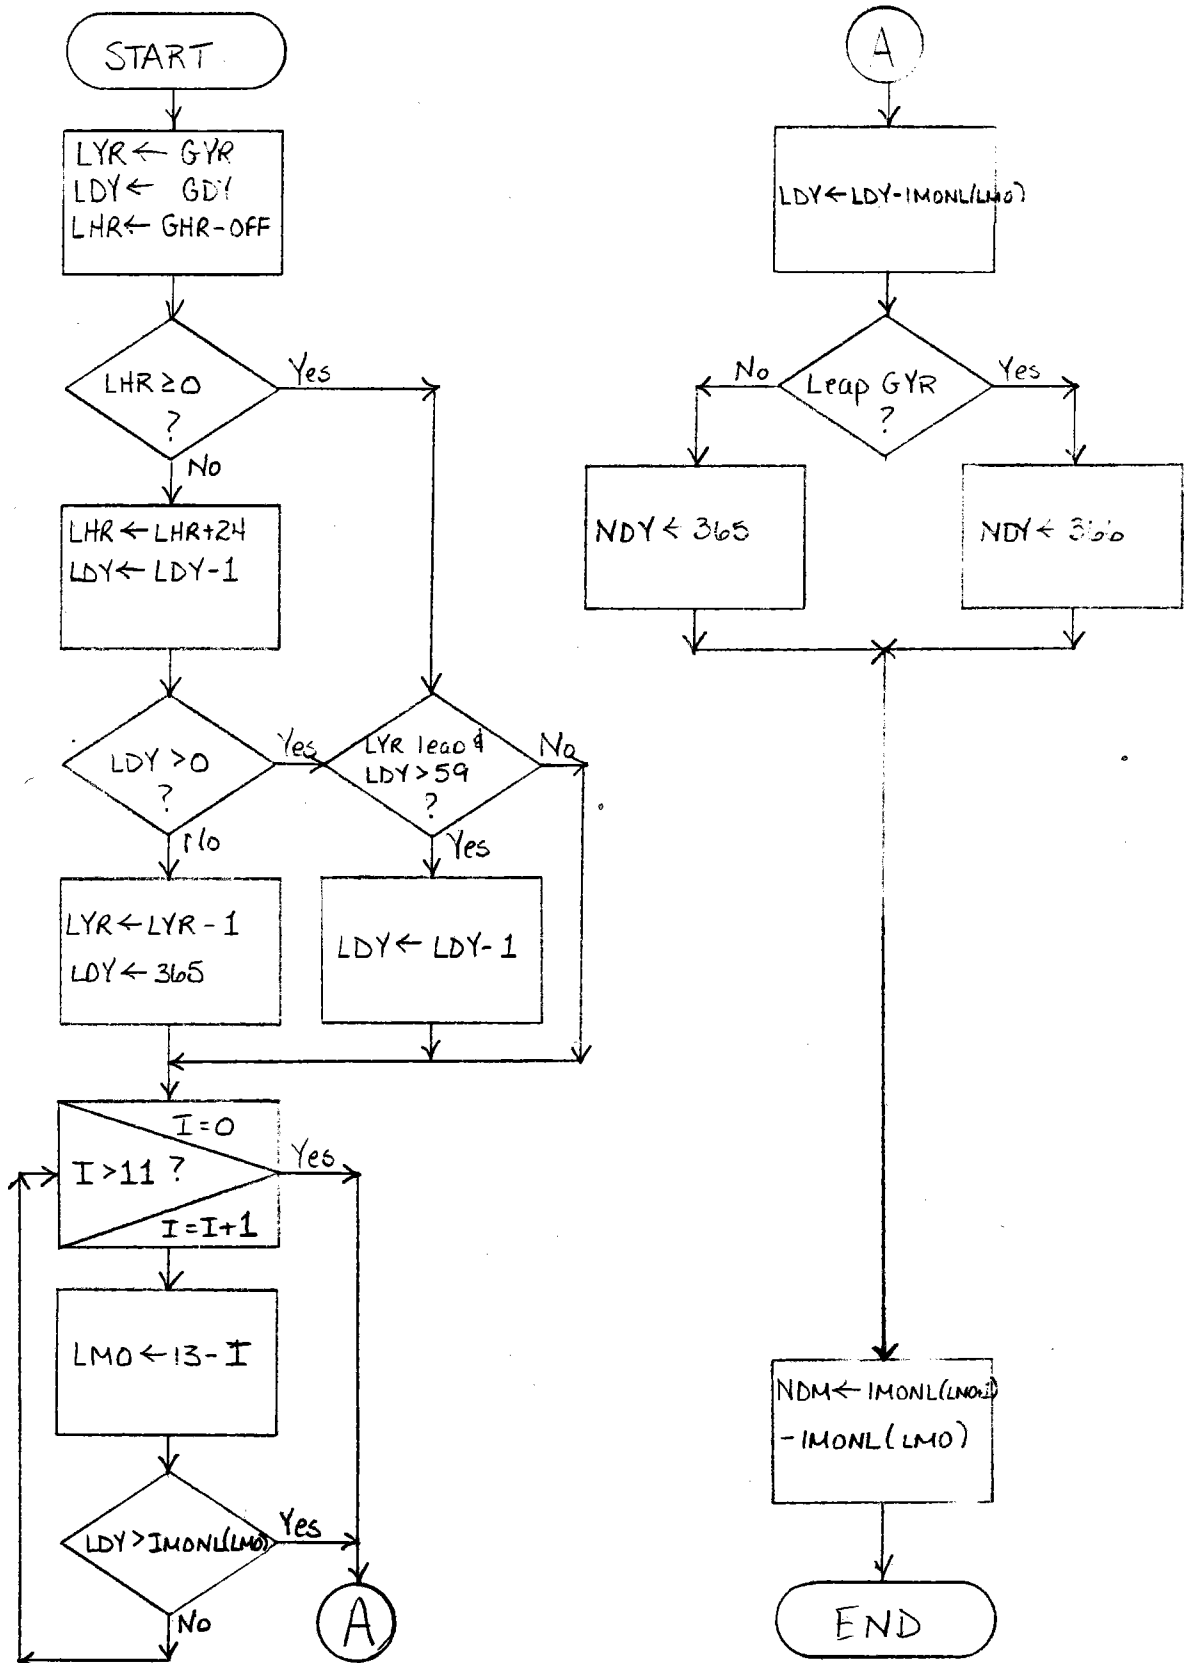 START
LYR ← GYR
LDY ← GDY
LHR ← GHR-OFF
LHR ≥ 0
?
Yes
No
LHR ← LHR+24
LDY ← LDY-1
LDY > 0
?
Yes
No
LYR leap &
LDY > 59
?
No
Yes
LYR ← LYR-1
LDY ← 365
LDY ← LDY-1
I=0
I>11 ?
I=I+1
Yes
LMO ← 13-I
LDY > IMONL(LMO)
Yes
No
A
A
LDY ← LDY-IMONL(LMO)
Leap GYR
?
No
Yes
NDY ← 365
NDY ← 366
NDM ← IMONL(LMO+1)
-IMONL(LMO)
END